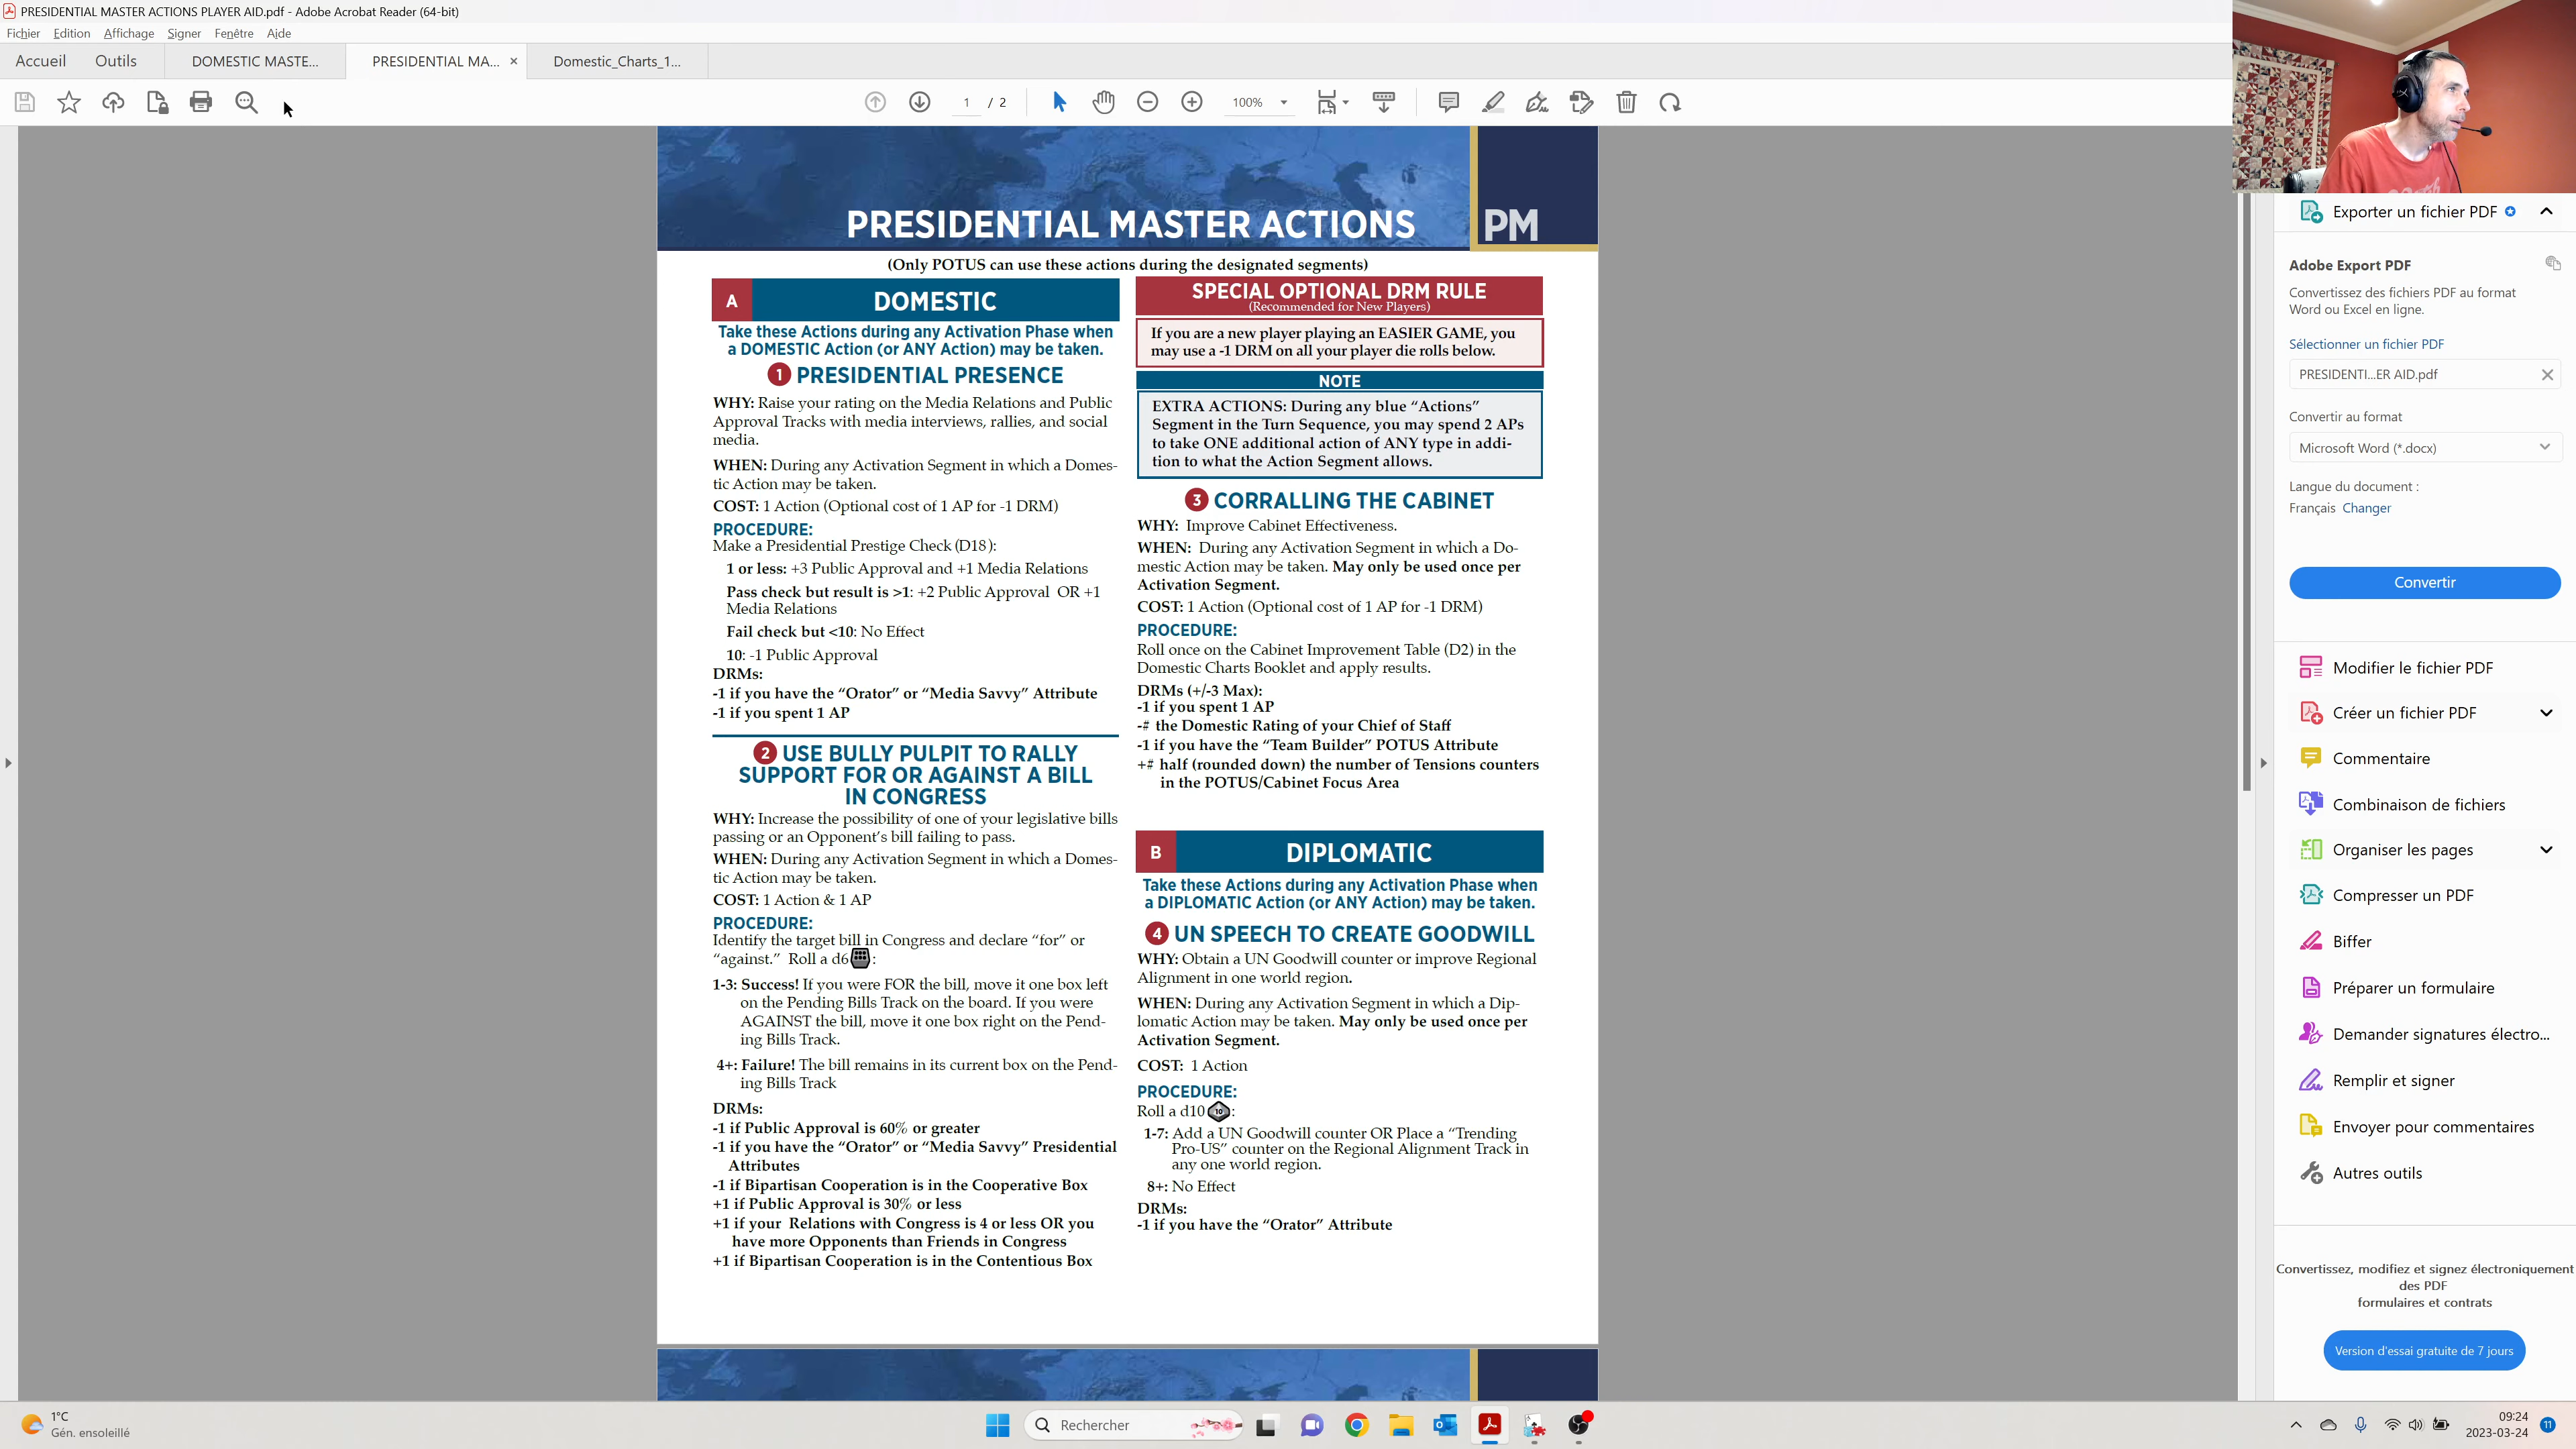 PRESIDENTIAL MASTER ACTIONS PLAYER AID.pdf - Adobe Acrobat Reader (64-bit)
Fichier Edition Affichage Signer Fenêtre Aide
Accueil Outils DOMESTIC MASTE... PRESIDENTIAL MA... × Domestic_Charts_1...
1 / 2 100%
PRESIDENTIAL MASTER ACTIONS PM
(Only POTUS can use these actions during the designated segments)
A DOMESTIC
Take these Actions during any Activation Phase when
a DOMESTIC Action (or ANY Action) may be taken.
1 PRESIDENTIAL PRESENCE
WHY: Raise your rating on the Media Relations and Public
Approval Tracks with media interviews, rallies, and social
media.
WHEN: During any Activation Segment in which a Domes-
tic Action may be taken.
COST: 1 Action (Optional cost of 1 AP for -1 DRM)
PROCEDURE:
Make a Presidential Prestige Check (D18):
1 or less: +3 Public Approval and +1 Media Relations
Pass check but result is >1: +2 Public Approval OR +1
Media Relations
Fail check but <10: No Effect
10: -1 Public Approval
DRMs:
-1 if you have the “Orator” or “Media Savvy” Attribute
-1 if you spent 1 AP
2 USE BULLY PULPIT TO RALLY
SUPPORT FOR OR AGAINST A BILL
IN CONGRESS
WHY: Increase the possibility of one of your legislative bills
passing or an Opponent’s bill failing to pass.
WHEN: During any Activation Segment in which a Domes-
tic Action may be taken.
COST: 1 Action & 1 AP
PROCEDURE:
Identify the target bill in Congress and declare “for” or
“against.” Roll a d6 :
1-3: Success! If you were FOR the bill, move it one box left
on the Pending Bills Track on the board. If you were
AGAINST the bill, move it one box right on the Pend-
ing Bills Track.
4+: Failure! The bill remains in its current box on the Pend-
ing Bills Track
DRMs:
-1 if Public Approval is 60% or greater
-1 if you have the “Orator” or “Media Savvy” Presidential
Attributes
-1 if Bipartisan Cooperation is in the Cooperative Box
+1 if Public Approval is 30% or less
+1 if your Relations with Congress is 4 or less OR you
have more Opponents than Friends in Congress
+1 if Bipartisan Cooperation is in the Contentious Box
SPECIAL OPTIONAL DRM RULE
(Recommended for New Players)
If you are a new player playing an EASIER GAME, you
may use a -1 DRM on all your player die rolls below.
NOTE
EXTRA ACTIONS: During any blue “Actions”
Segment in the Turn Sequence, you may spend 2 APs
to take ONE additional action of ANY type in addi-
tion to what the Action Segment allows.
3 CORRALLING THE CABINET
WHY: Improve Cabinet Effectiveness.
WHEN: During any Activation Segment in which a Do-
mestic Action may be taken. May only be used once per
Activation Segment.
COST: 1 Action (Optional cost of 1 AP for -1 DRM)
PROCEDURE:
Roll once on the Cabinet Improvement Table (D2) in the
Domestic Charts Booklet and apply results.
DRMs (+/-3 Max):
-1 if you spent 1 AP
-# the Domestic Rating of your Chief of Staff
-1 if you have the “Team Builder” POTUS Attribute
+# half (rounded down) the number of Tensions counters
in the POTUS/Cabinet Focus Area
B DIPLOMATIC
Take these Actions during any Activation Phase when
a DIPLOMATIC Action (or ANY Action) may be taken.
4 UN SPEECH TO CREATE GOODWILL
WHY: Obtain a UN Goodwill counter or improve Regional
Alignment in one world region.
WHEN: During any Activation Segment in which a Dip-
lomatic Action may be taken. May only be used once per
Activation Segment.
COST: 1 Action
PROCEDURE:
Roll a d10 10 :
1-7: Add a UN Goodwill counter OR Place a “Trending
Pro-US” counter on the Regional Alignment Track in
any one world region.
8+: No Effect
DRMs:
-1 if you have the “Orator” Attribute
Exporter un fichier PDF
Adobe Export PDF
Convertissez des fichiers PDF au format
Word ou Excel en ligne.
Sélectionner un fichier PDF
PRESIDENTI...ER AID.pdf
Convertir au format
Microsoft Word (*.docx)
Langue du document :
Français Changer
Convertir
Modifier le fichier PDF
Créer un fichier PDF
Commentaire
Combinaison de fichiers
Organiser les pages
Compresser un PDF
Biffer
Préparer un formulaire
Demander signatures électro...
Remplir et signer
Envoyer pour commentaires
Autres outils
Convertissez, modifiez et signez électroniquement
des PDF
formulaires et contrats
Version d'essai gratuite de 7 jours
1°C
Gén. ensoleillé
Rechercher
09:24
2023-03-24
11